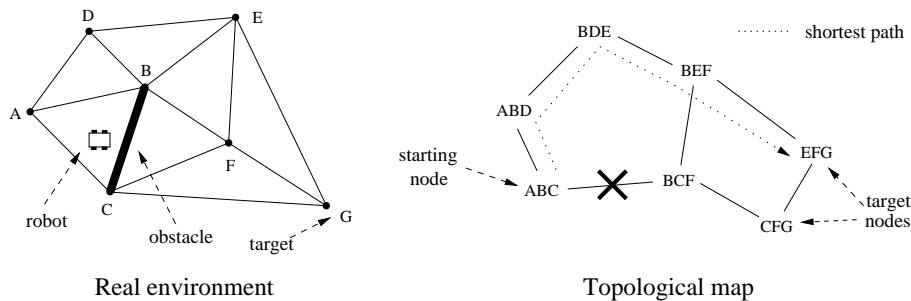 D
E
B
A
F
C
G
robot
obstacle
target
Real environment
BDE
shortest path
BEF
ABD
EFG
starting
node
ABC
BCF
target
nodes
CFG
Topological map